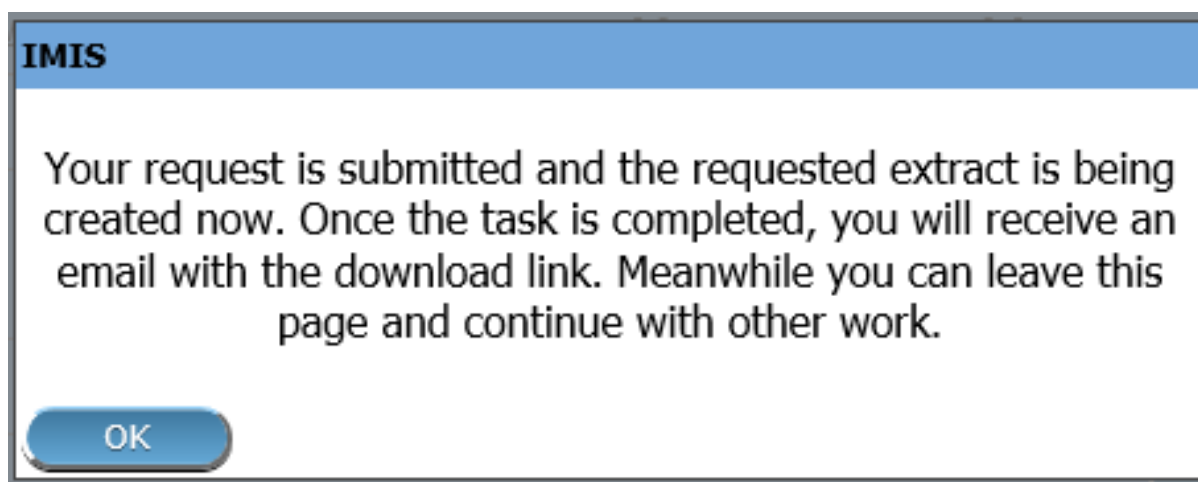 IMIS
Your request is submitted and the requested extract is being
created now. Once the task is completed, you will receive an
email with the download link. Meanwhile you can leave this
page and continue with other work.
OK